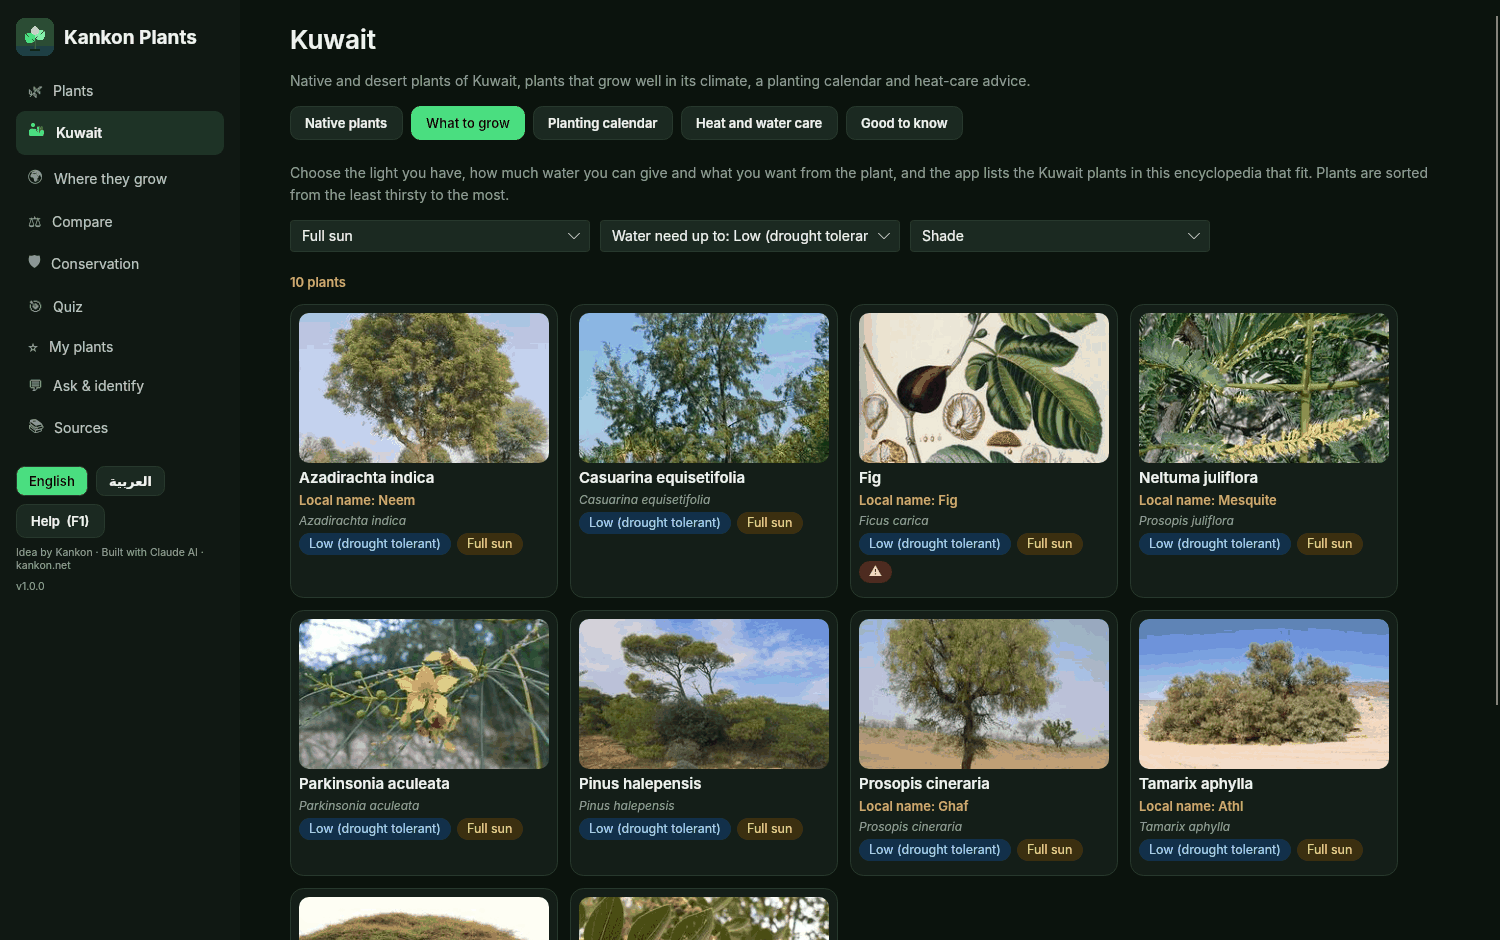 Kankon Plants
Plants
Kuwait
Where they grow
Compare
Conservation
Quiz
My plants
Ask & identify
Sources
English
العربية
Help (F1)
Idea by Kankon · Built with Claude AI ·
kankon.net
v1.0.0
Kuwait
Native and desert plants of Kuwait, plants that grow well in its climate, a planting calendar and heat-care advice.
Native plants
What to grow
Planting calendar
Heat and water care
Good to know
Choose the light you have, how much water you can give and what you want from the plant, and the app lists the Kuwait plants in this encyclopedia that fit. Plants are sorted
from the least thirsty to the most.
Full sun
Water need up to: Low (drought tolerar
Shade
10 plants
Azadirachta indica
Local name: Neem
Azadirachta indica
Low (drought tolerant) Full sun
Casuarina equisetifolia
Casuarina equisetifolia
Low (drought tolerant) Full sun
Fig
Local name: Fig
Ficus carica
Low (drought tolerant) Full sun
Neltuma juliflora
Local name: Mesquite
Prosopis juliflora
Low (drought tolerant) Full sun
Parkinsonia aculeata
Parkinsonia aculeata
Low (drought tolerant) Full sun
Pinus halepensis
Pinus halepensis
Low (drought tolerant) Full sun
Prosopis cineraria
Local name: Ghaf
Prosopis cineraria
Low (drought tolerant) Full sun
Tamarix aphylla
Local name: Athl
Tamarix aphylla
Low (drought tolerant) Full sun